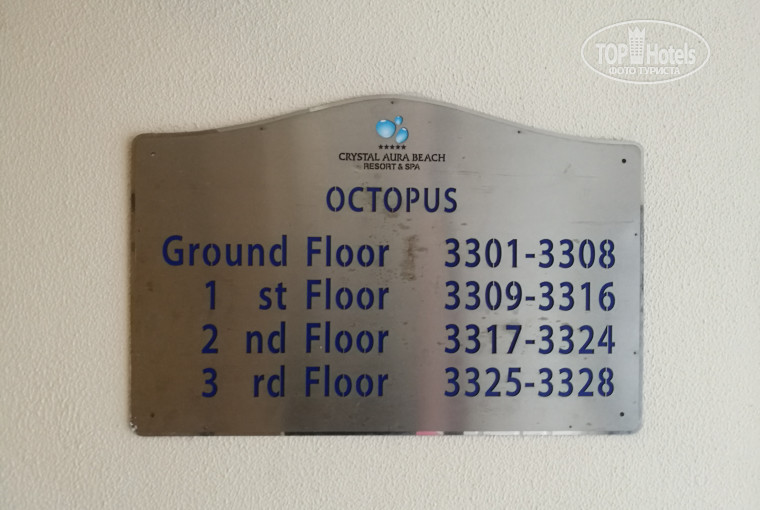 TOP Hotels
ФОТО ТУРИСТА
★★★★★
CRYSTAL AURA BEACH
RESORT & SPA
OCTOPUS
Ground Floor 3301-3308
1 st Floor 3309-3316
2 nd Floor 3317-3324
3 rd Floor 3325-3328